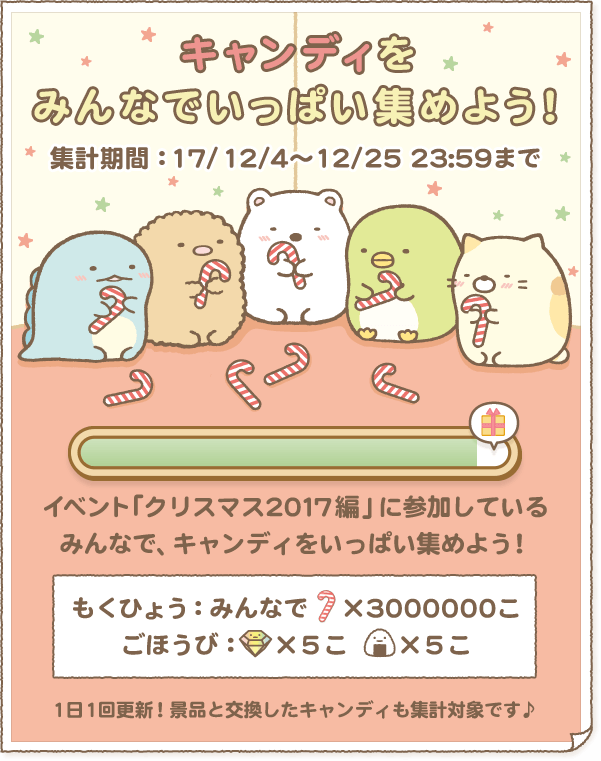 キャンディを
みんなでいっぱい集めよう！
集計期間：17/12/4～12/25 23:59まで
イベント「クリスマス2017編」に参加している
みんなで、キャンディをいっぱい集めよう！
もくひょう：みんなで ×3000000こ
ごほうび： ×5こ ×5こ
1日1回更新！景品と交換したキャンディも集計対象です♪